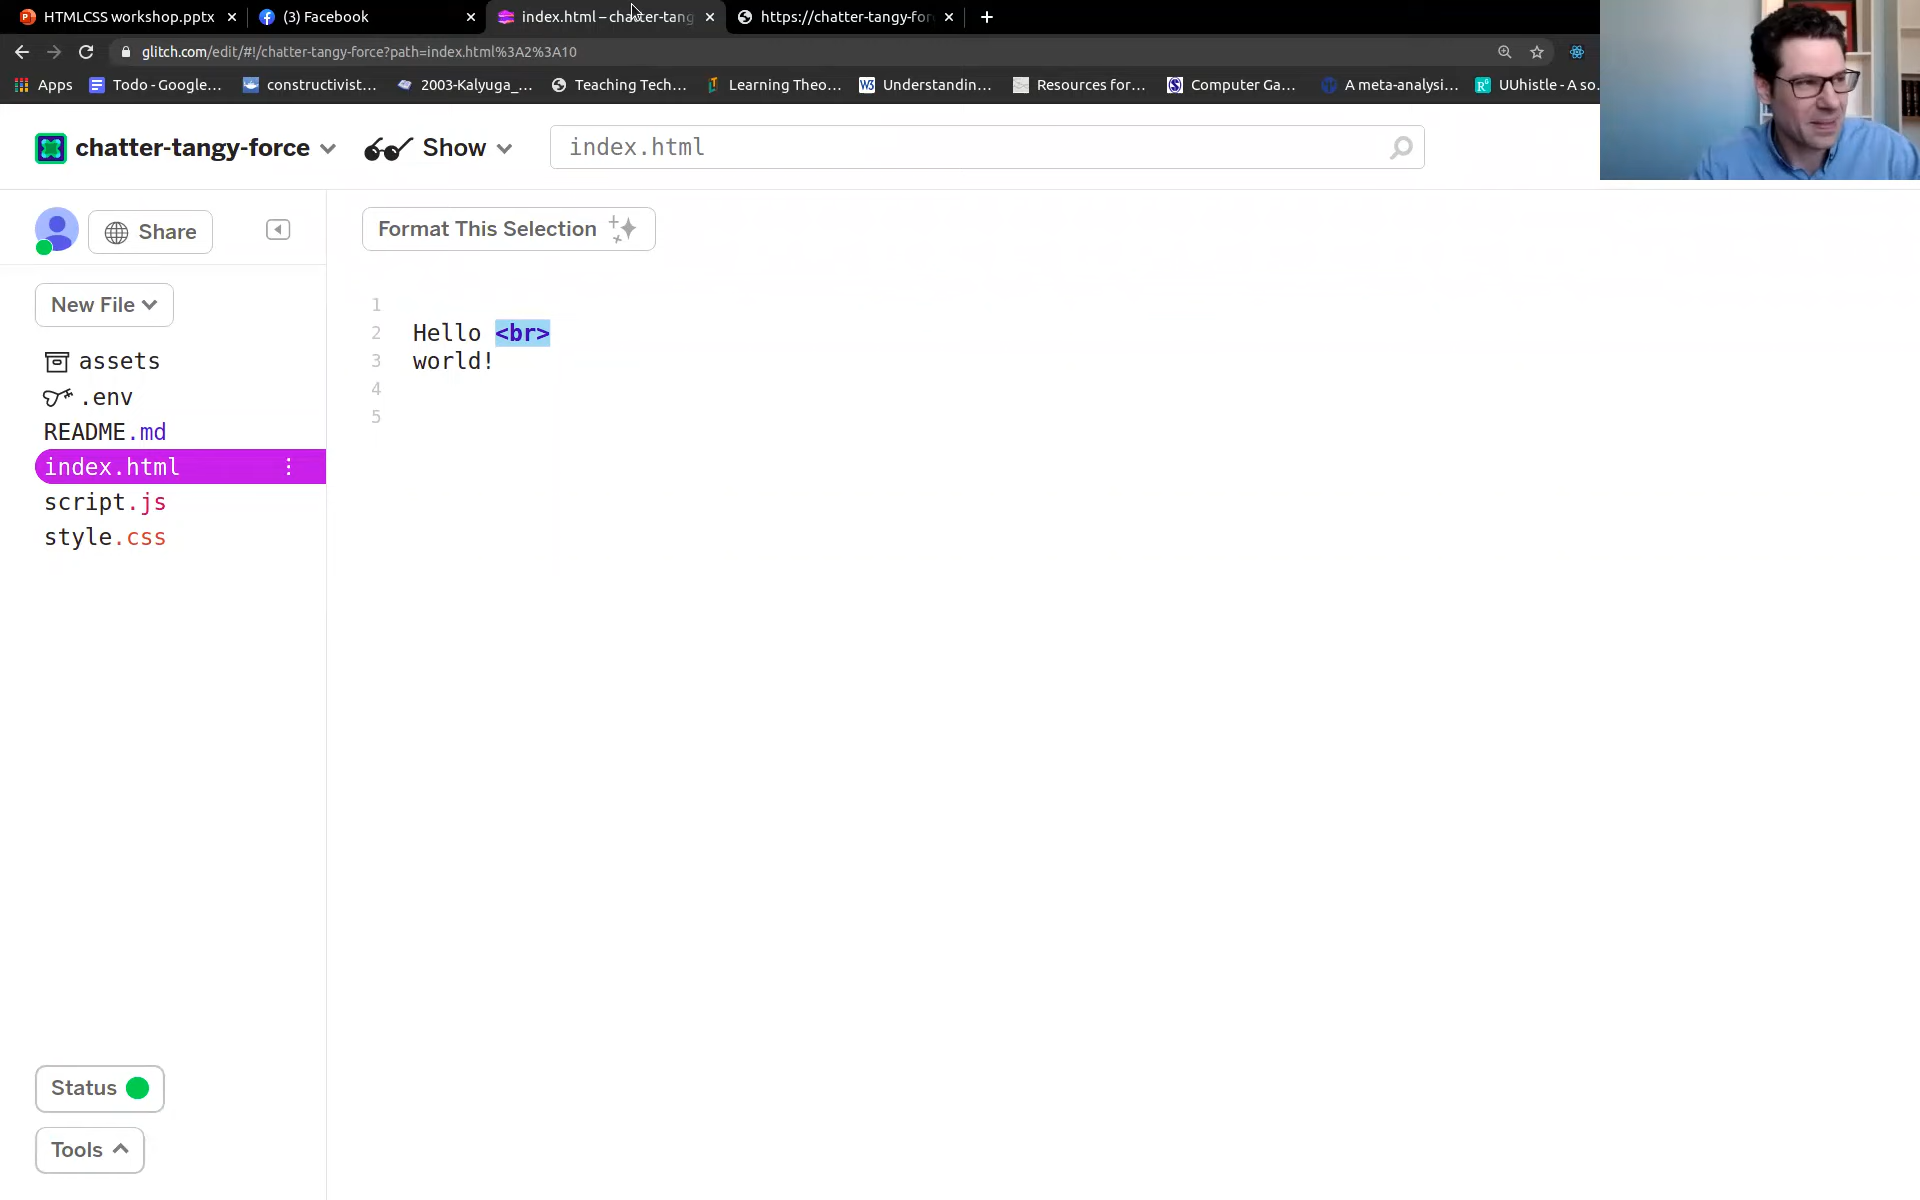 HTMLCSS workshop.pptx
(3) Facebook
index.html – chatter-tang
https://chatter-tangy-for
glitch.com/edit/#!/chatter-tangy-force?path=index.html%3A2%3A10
Apps
Todo - Google...
constructivist...
2003-Kalyuga_...
Teaching Tech...
Learning Theo...
Understandin...
Resources for...
Computer Ga...
A meta-analysi...
UUhistle - A so.
chatter-tangy-force
Show
index.html
Share
Format This Selection
New File
assets
.env
README.md
index.html
script.js
style.css
1
2 Hello <br>
3 world!
4
5
Status
Tools